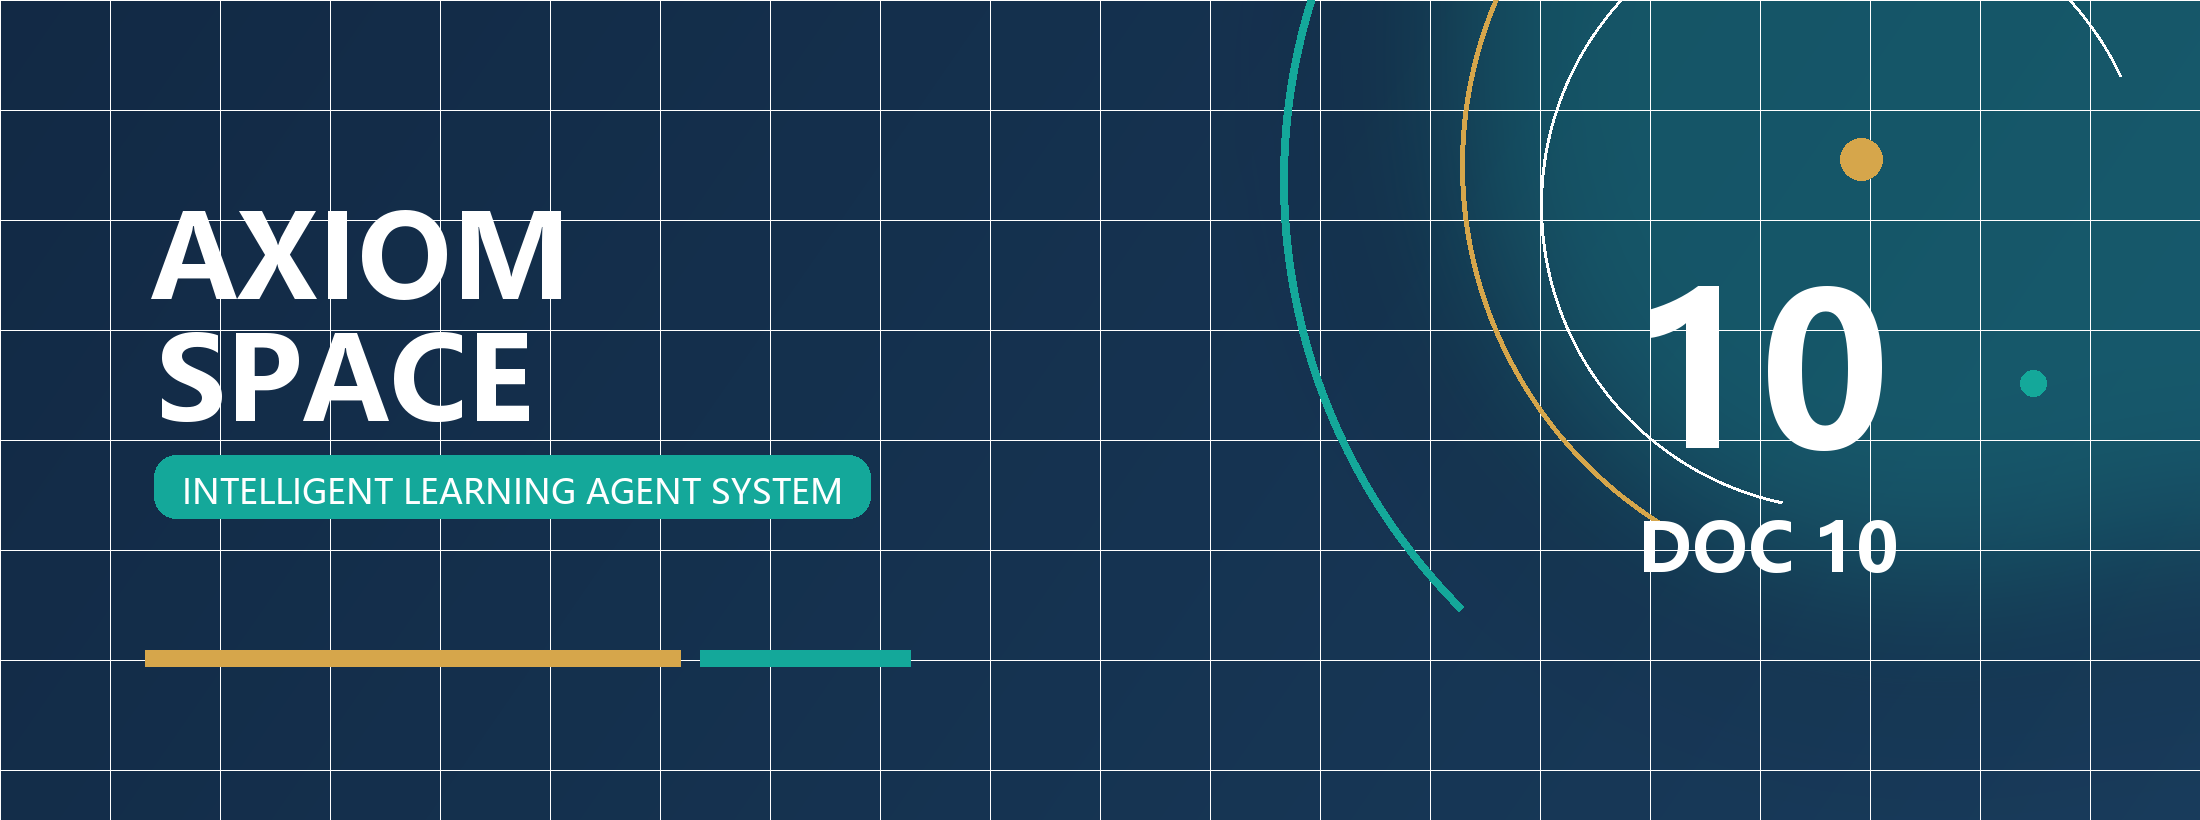 AXIOM
SPACE
INTELLIGENT LEARNING AGENT SYSTEM
10
DOC 10